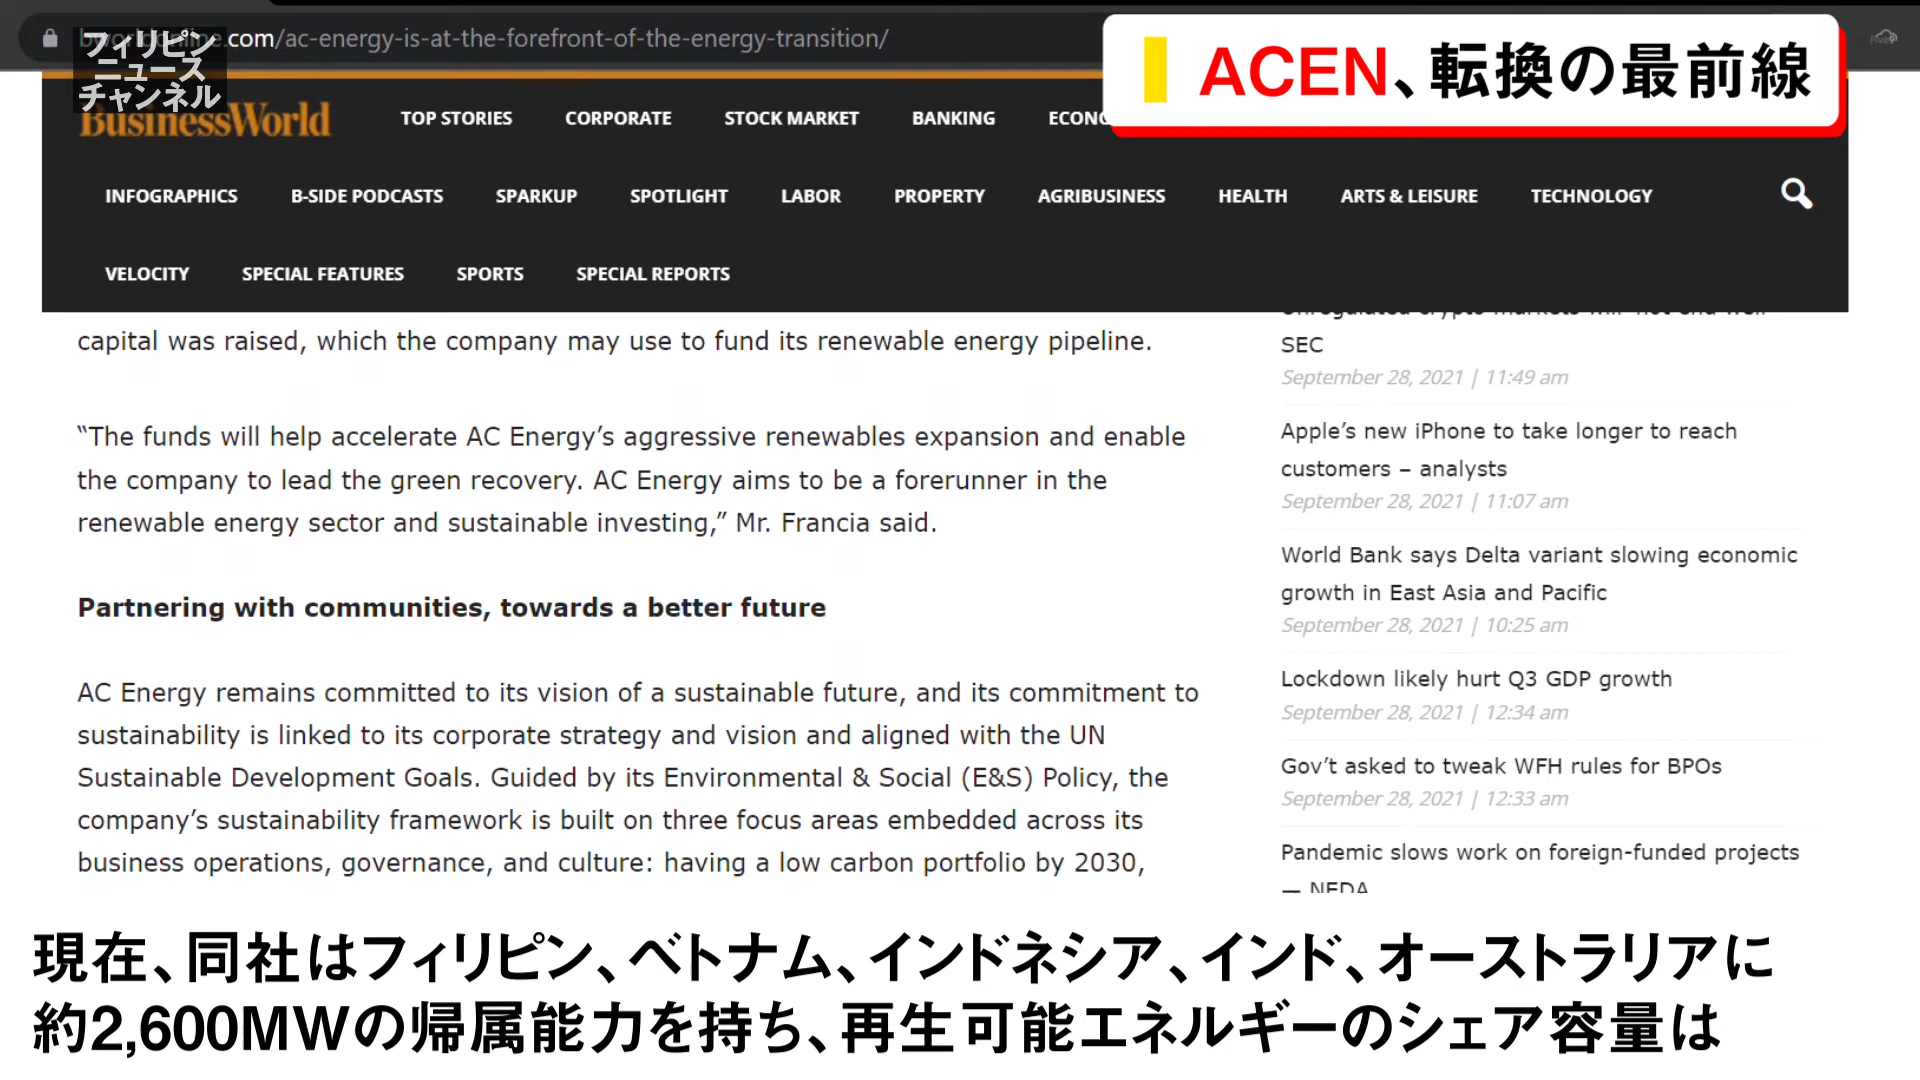 bworldonline.com/ac-energy-is-at-the-forefront-of-the-energy-transition/
フィリピン
ニュース
チャンネル
ACEN、転換の最前線
BusinessWorld
TOP STORIES CORPORATE STOCK MARKET BANKING
INFOGRAPHICS B-SIDE PODCASTS SPARKUP SPOTLIGHT LABOR PROPERTY AGRIBUSINESS HEALTH ARTS & LEISURE TECHNOLOGY
VELOCITY SPECIAL FEATURES SPORTS SPECIAL REPORTS
capital was raised, which the company may use to fund its renewable energy pipeline.
“The funds will help accelerate AC Energy’s aggressive renewables expansion and enable
the company to lead the green recovery. AC Energy aims to be a forerunner in the
renewable energy sector and sustainable investing,” Mr. Francia said.
Partnering with communities, towards a better future
AC Energy remains committed to its vision of a sustainable future, and its commitment to
sustainability is linked to its corporate strategy and vision and aligned with the UN
Sustainable Development Goals. Guided by its Environmental & Social (E&S) Policy, the
company’s sustainability framework is built on three focus areas embedded across its
business operations, governance, and culture: having a low carbon portfolio by 2030,
Unregulated crypto markets will ‘not end well’
SEC
September 28, 2021 | 11:49 am
Apple’s new iPhone to take longer to reach
customers – analysts
September 28, 2021 | 11:07 am
World Bank says Delta variant slowing economic
growth in East Asia and Pacific
September 28, 2021 | 10:25 am
Lockdown likely hurt Q3 GDP growth
September 28, 2021 | 12:34 am
Gov’t asked to tweak WFH rules for BPOs
September 28, 2021 | 12:33 am
Pandemic slows work on foreign-funded projects
— NEDA
現在、同社はフィリピン、ベトナム、インドネシア、インド、オーストラリアに
約2,600MWの帰属能力を持ち、再生可能エネルギーのシェア容量は